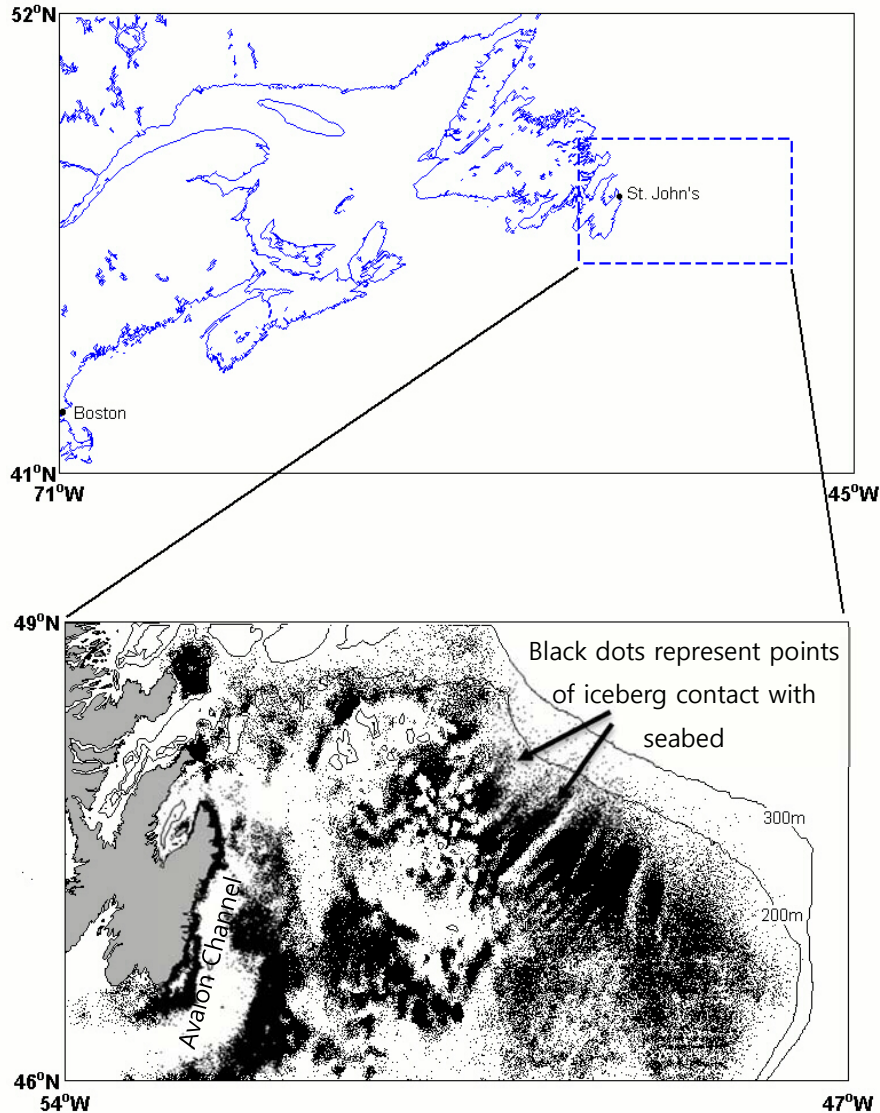 52°N
St. John's
Boston
41°N
71°W
45°W
49°N
Black dots represent points
of iceberg contact with
seabed
300m
200m
Avalon Channel
46°N
54°W
47°W